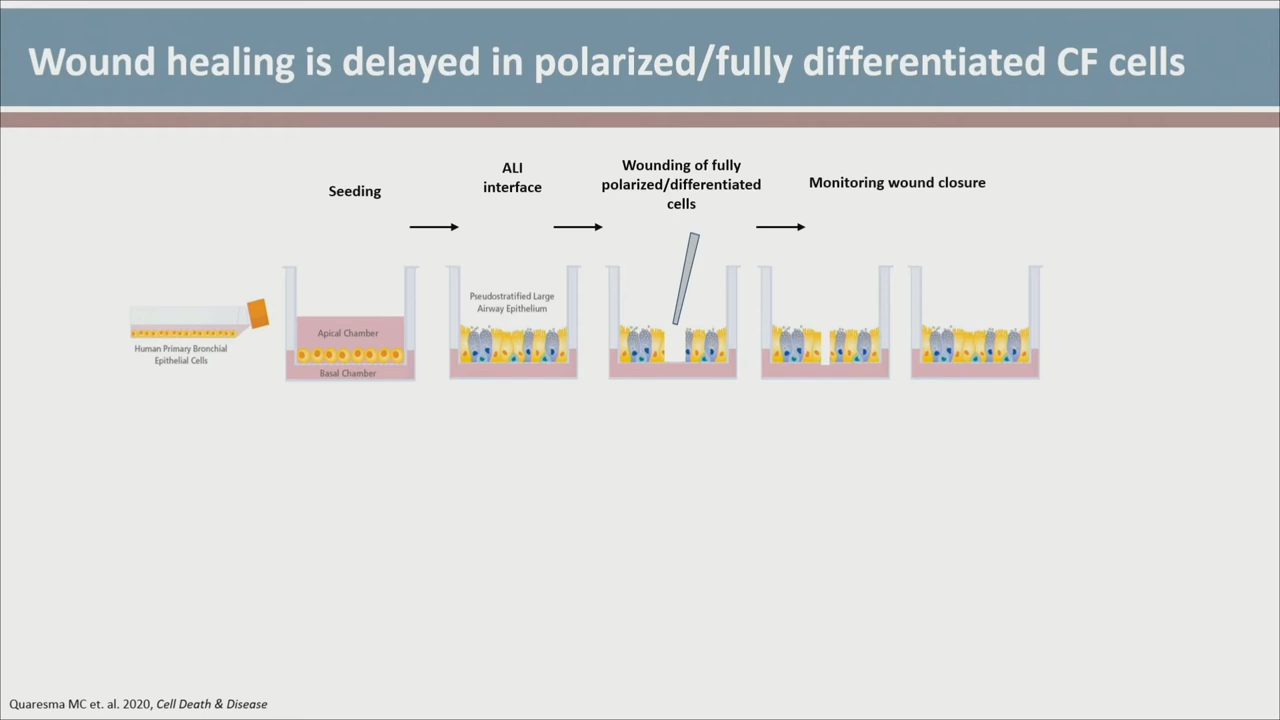 Wound healing is delayed in polarized/fully differentiated CF cells
Seeding
ALI
interface
Wounding of fully
polarized/differentiated
cells
Monitoring wound closure
Human Primary Bronchial
Epithelial Cells
Apical Chamber
Basal Chamber
Pseudostratified Large
Airway Epithelium
Quaresma MC et. al. 2020, Cell Death & Disease